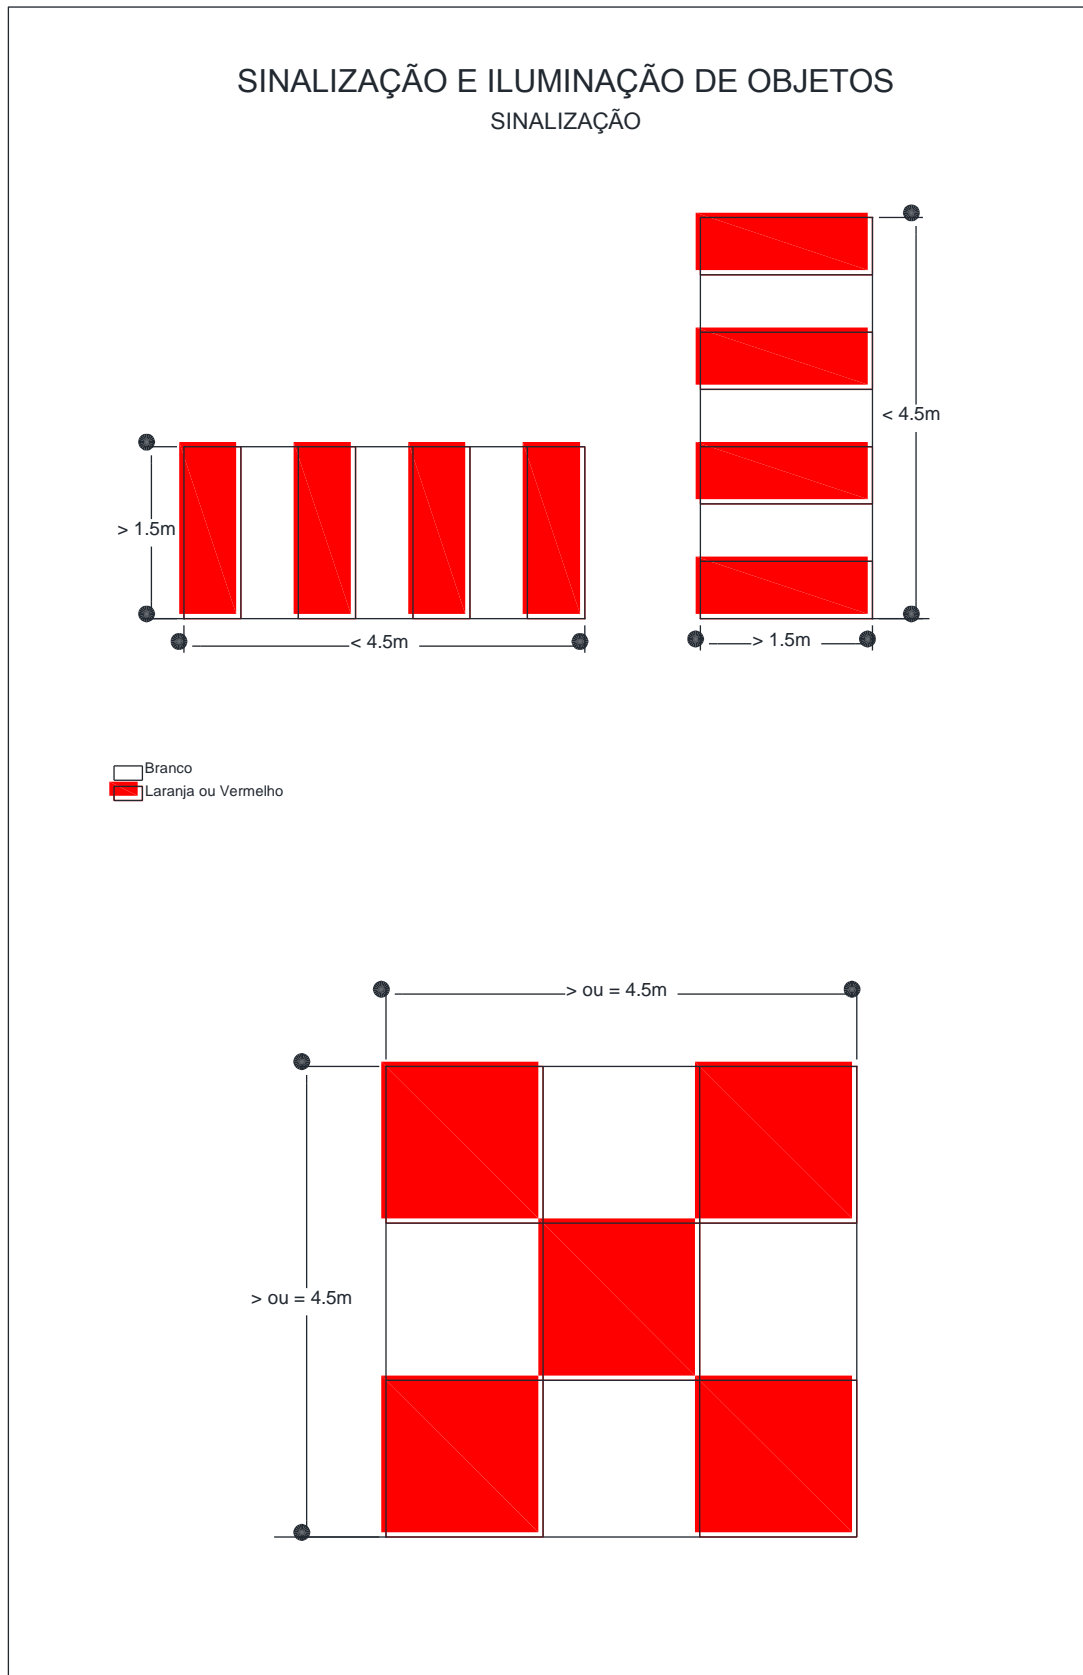 SINALIZAÇÃO E ILUMINAÇÃO DE OBJETOS
SINALIZAÇÃO
< 4.5m
> 1.5m
< 4.5m
> 1.5m
Branco
Laranja ou Vermelho
> ou = 4.5m
> ou = 4.5m